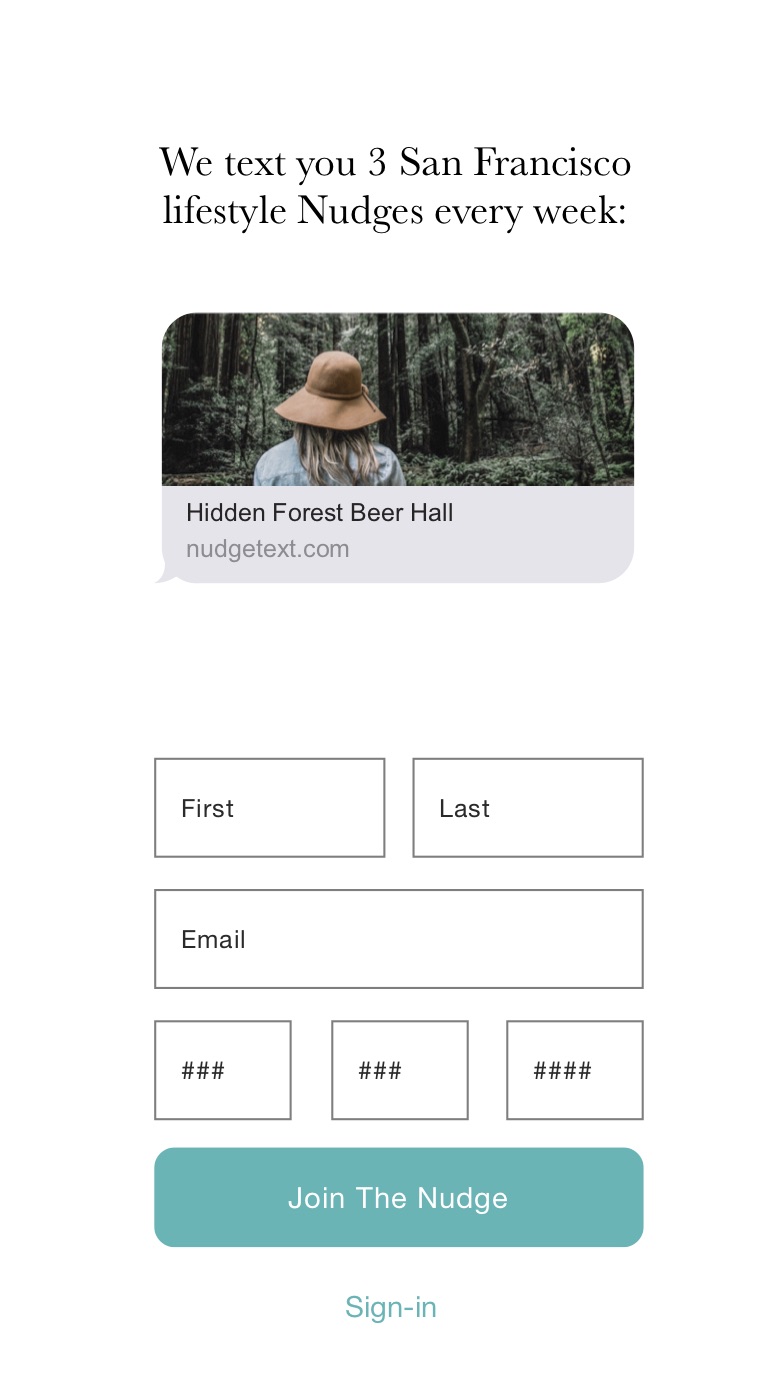 We text you 3 San Francisco
lifestyle Nudges every week:
Hidden Forest Beer Hall
nudgetext.com
First
Last
Email
###
###
####
Join The Nudge
Sign-in